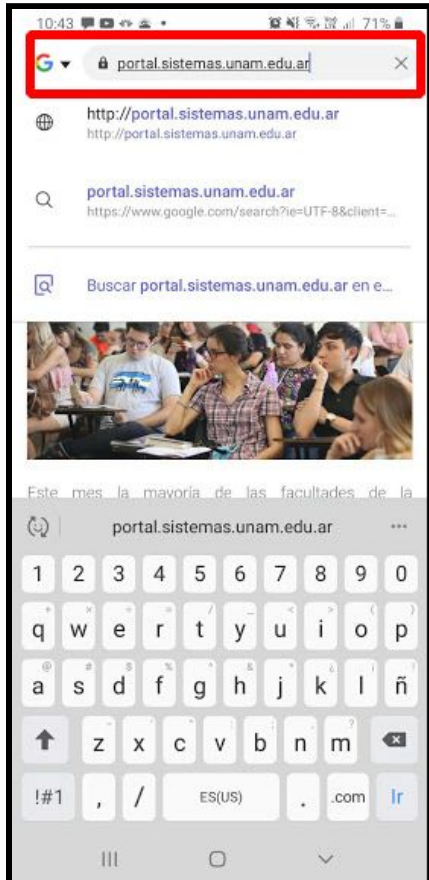 10:43 71%
G portal.sistemas.unam.edu.ar
http://portal.sistemas.unam.edu.ar
http://portal.sistemas.unam.edu.ar
portal.sistemas.unam.edu.ar
https://www.google.com/search?ie=UTF-8&client=...
Buscar portal.sistemas.unam.edu.ar en e...
Este mes la mayoría de las facultades de la
portal.sistemas.unam.edu.ar
1 2 3 4 5 6 7 8 9 0
q w e r t y u i o p
a s d f g h j k l ñ
z x c v b n m
!#1 , / ES(US) . .com Ir